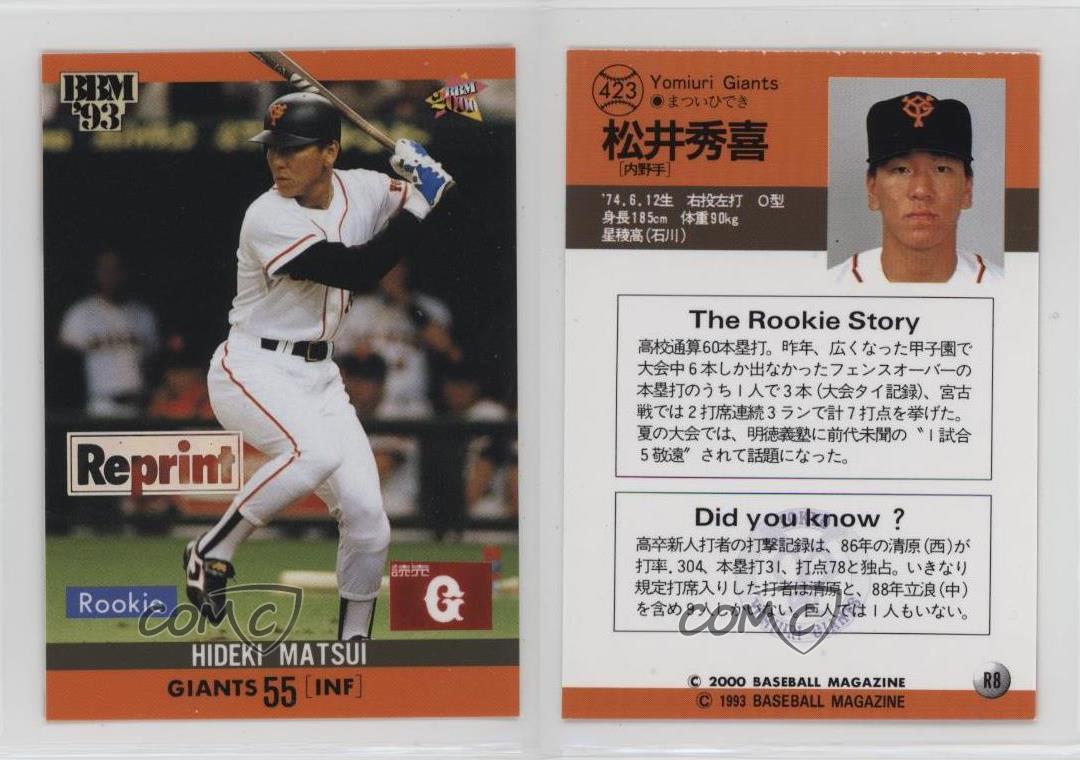 BBM
'93
BBM
2000
Reprint
Rookie
読売
G
HIDEKI MATSUI
GIANTS 55 [INF]
COMC
423
Yomiuri Giants
●まついひでき
松井秀喜
[内野手]
'74.6.12生 右投左打 O型
身長185cm 体重90kg
星稜高(石川)
The Rookie Story
高校通算60本塁打。昨年、広くなった甲子園で
大会中6本しか出なかったフェンスオーバーの
本塁打のうち1人で3本(大会タイ記録)、宮古
戦では2打席連続3ランで計7打点を挙げた。
夏の大会では、明徳義塾に前代未聞の〝1試合
5敬遠〞されて話題になった。
Did you know ?
高卒新人打者の打撃記録は、86年の清原(西)が
打率.304、本塁打31、打点78と独占。いきなり
規定打席入りした打者は清原と、88年立浪(中)
を含め9人しかいない。巨人では1人もいない。
COMC
© 2000 BASEBALL MAGAZINE
R8
© 1993 BASEBALL MAGAZINE